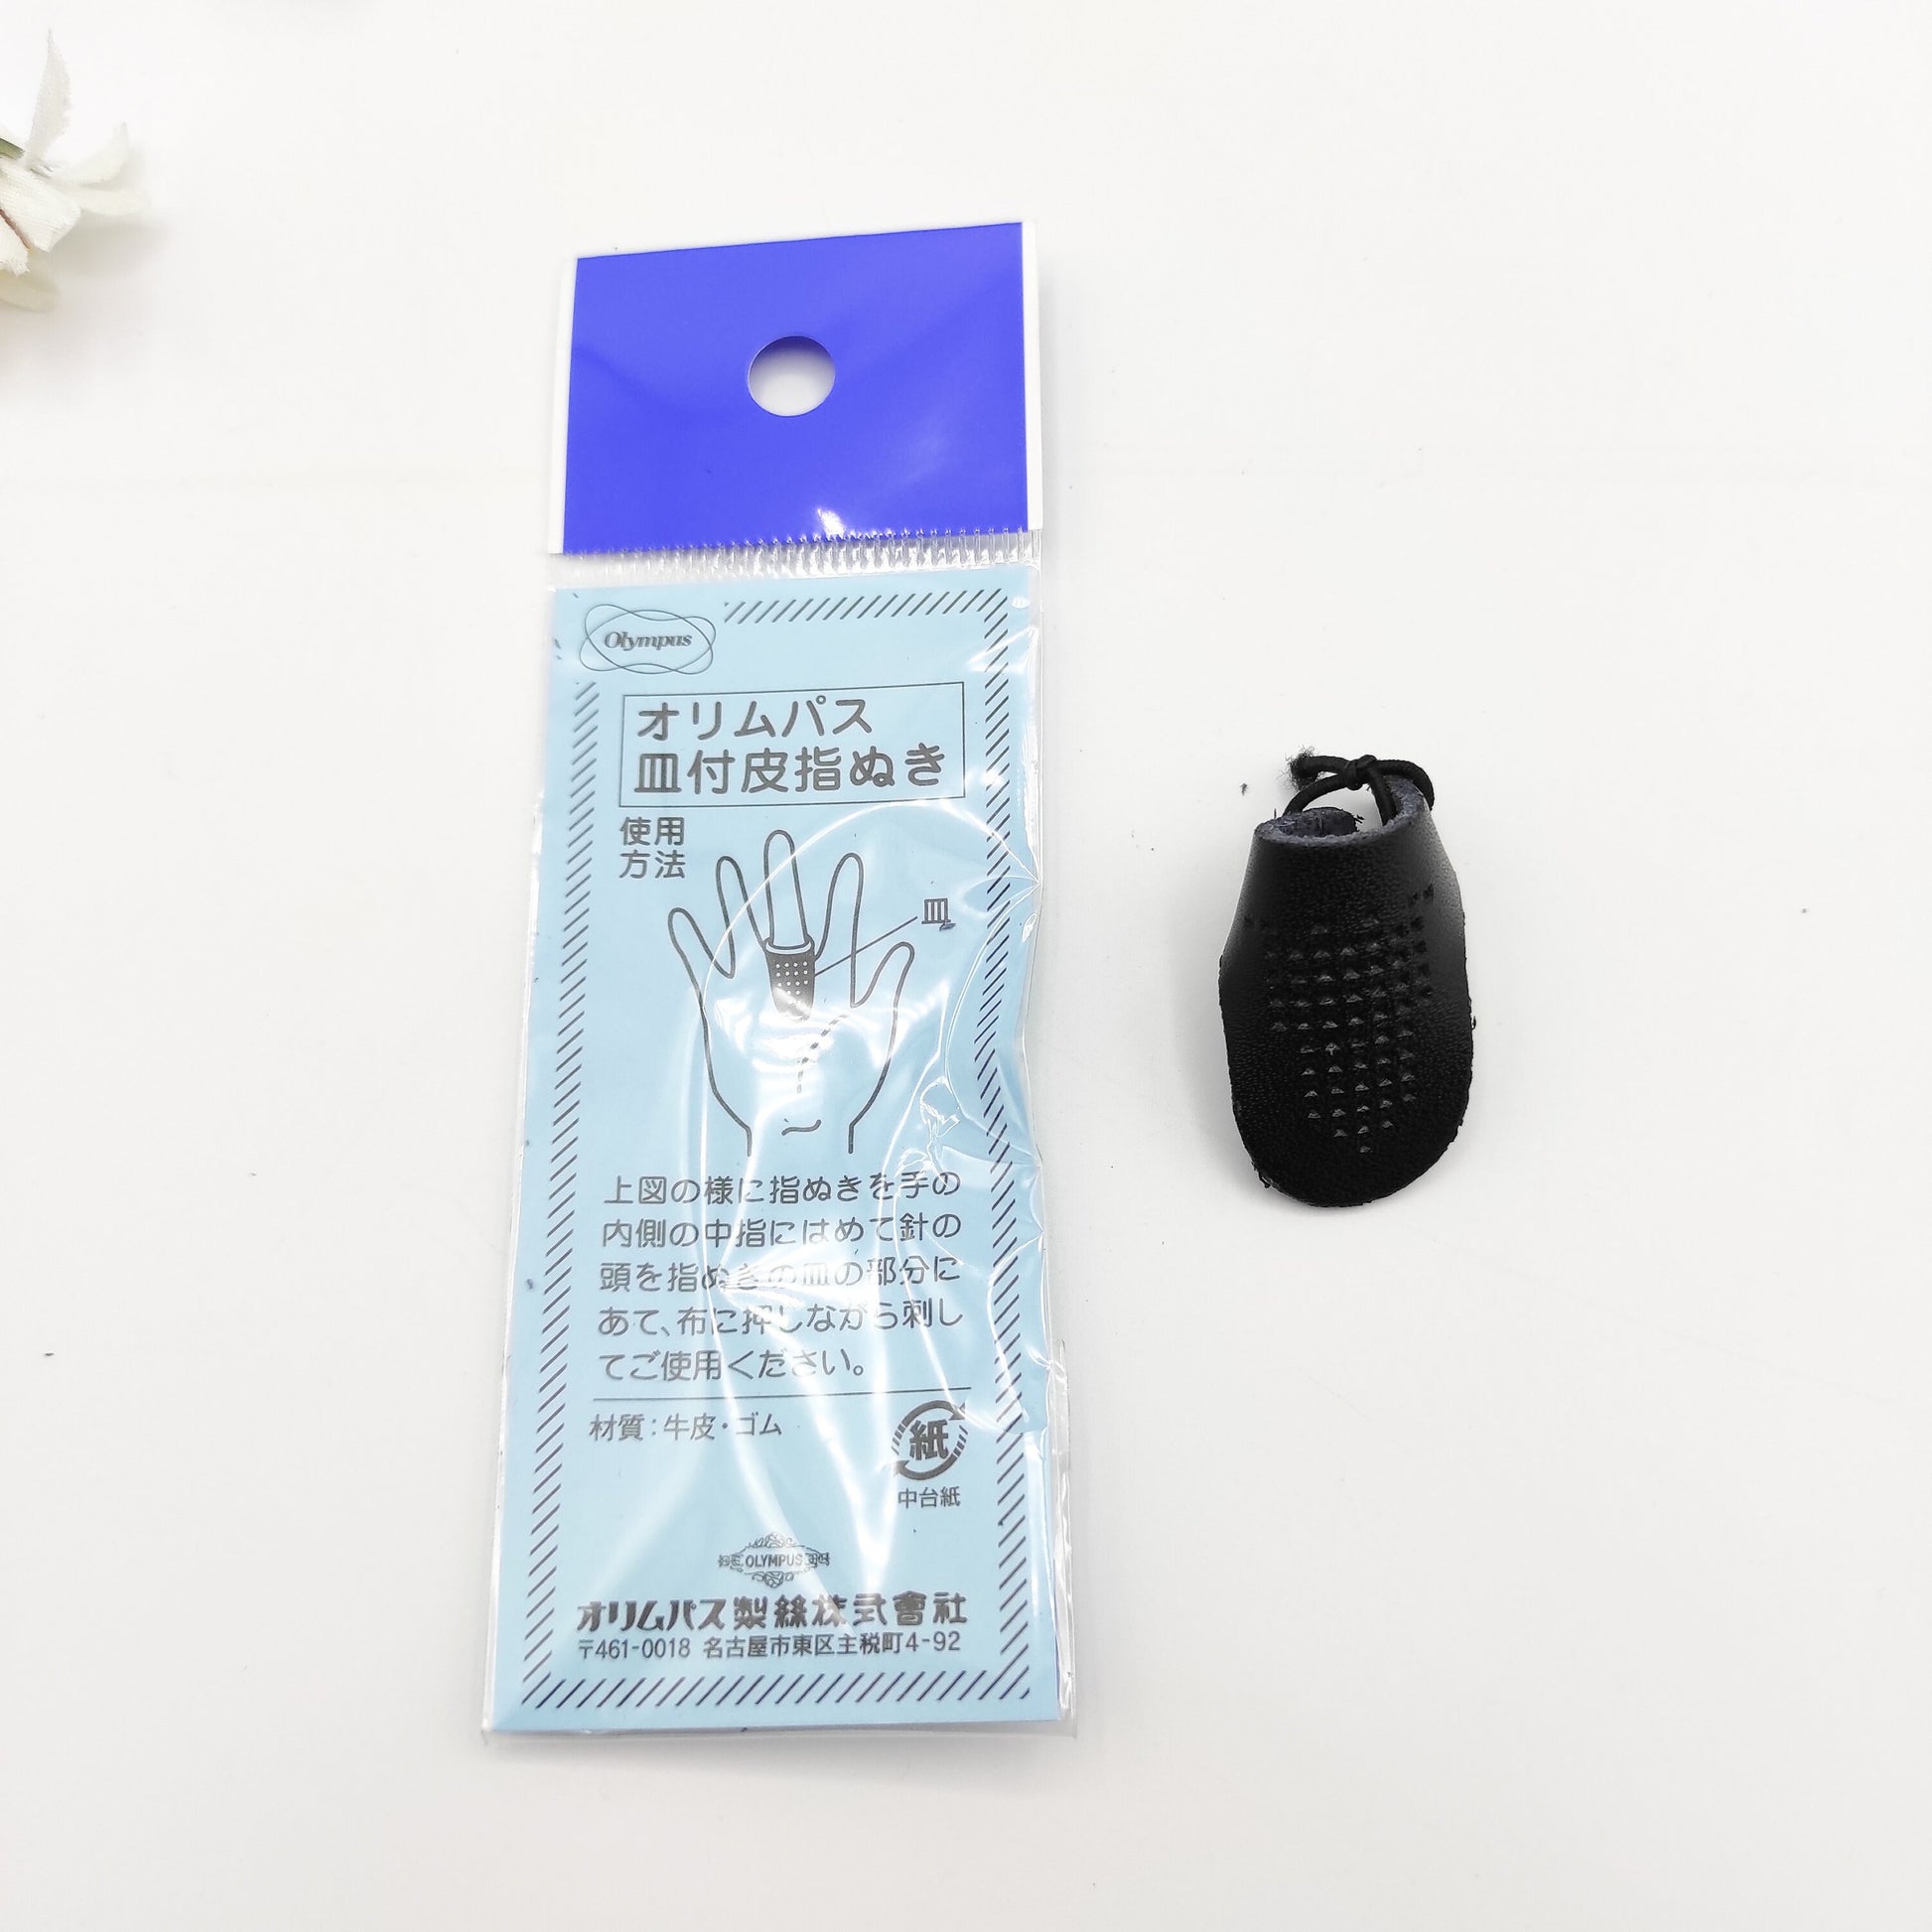 Olympus
オリムパス
皿付皮指ぬき
使用
方法
皿
上図の様に指ぬきを手の
内側の中指にはめて針の
頭を指ぬきの皿の部分に
あて、布に押しながら刺し
てご使用ください。
材質：牛皮・ゴム
紙
中台紙
OLYMPUS
オリムパス製絲株式會社
〒461-0018 名古屋市東区主税町4-92